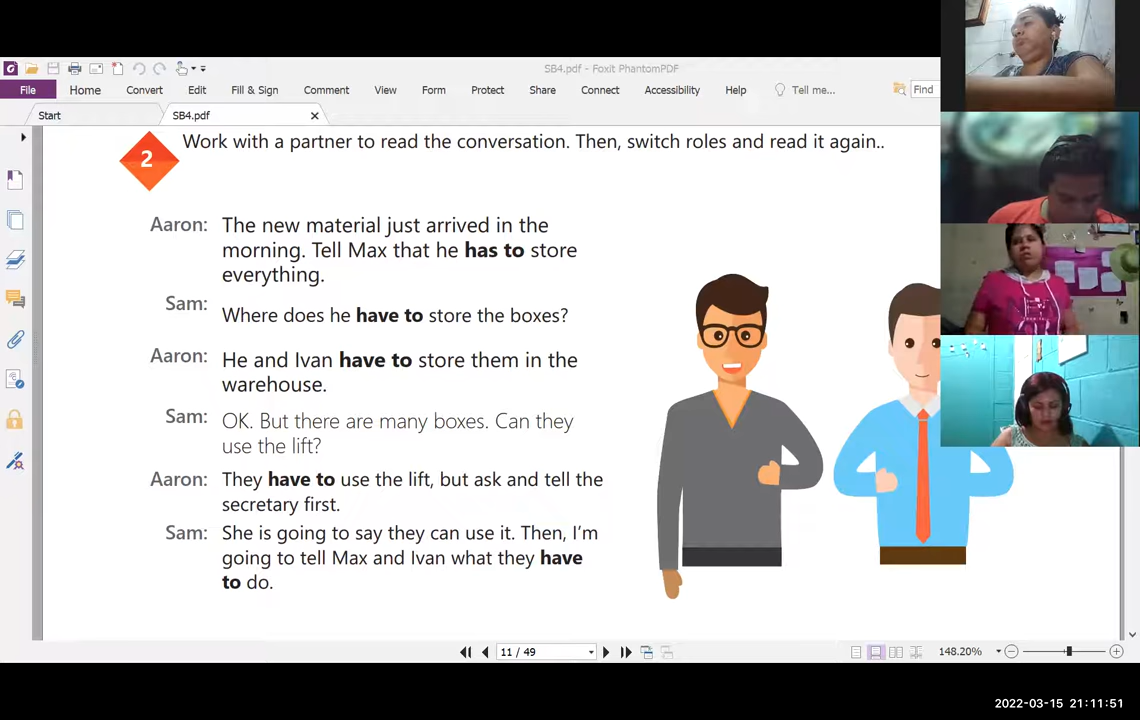 SB4.pdf - Foxit PhantomPDF
File Home Convert Edit Fill & Sign Comment View Form Protect Share Connect Accessibility Help Tell me... Find
Start SB4.pdf
2 Work with a partner to read the conversation. Then, switch roles and read it again..
Aaron: The new material just arrived in the
morning. Tell Max that he has to store
everything.
Sam: Where does he have to store the boxes?
Aaron: He and Ivan have to store them in the
warehouse.
Sam: OK. But there are many boxes. Can they
use the lift?
Aaron: They have to use the lift, but ask and tell the
secretary first.
Sam: She is going to say they can use it. Then, I'm
going to tell Max and Ivan what they have
to do.
11 / 49 148.20%
2022-03-15 21:11:51